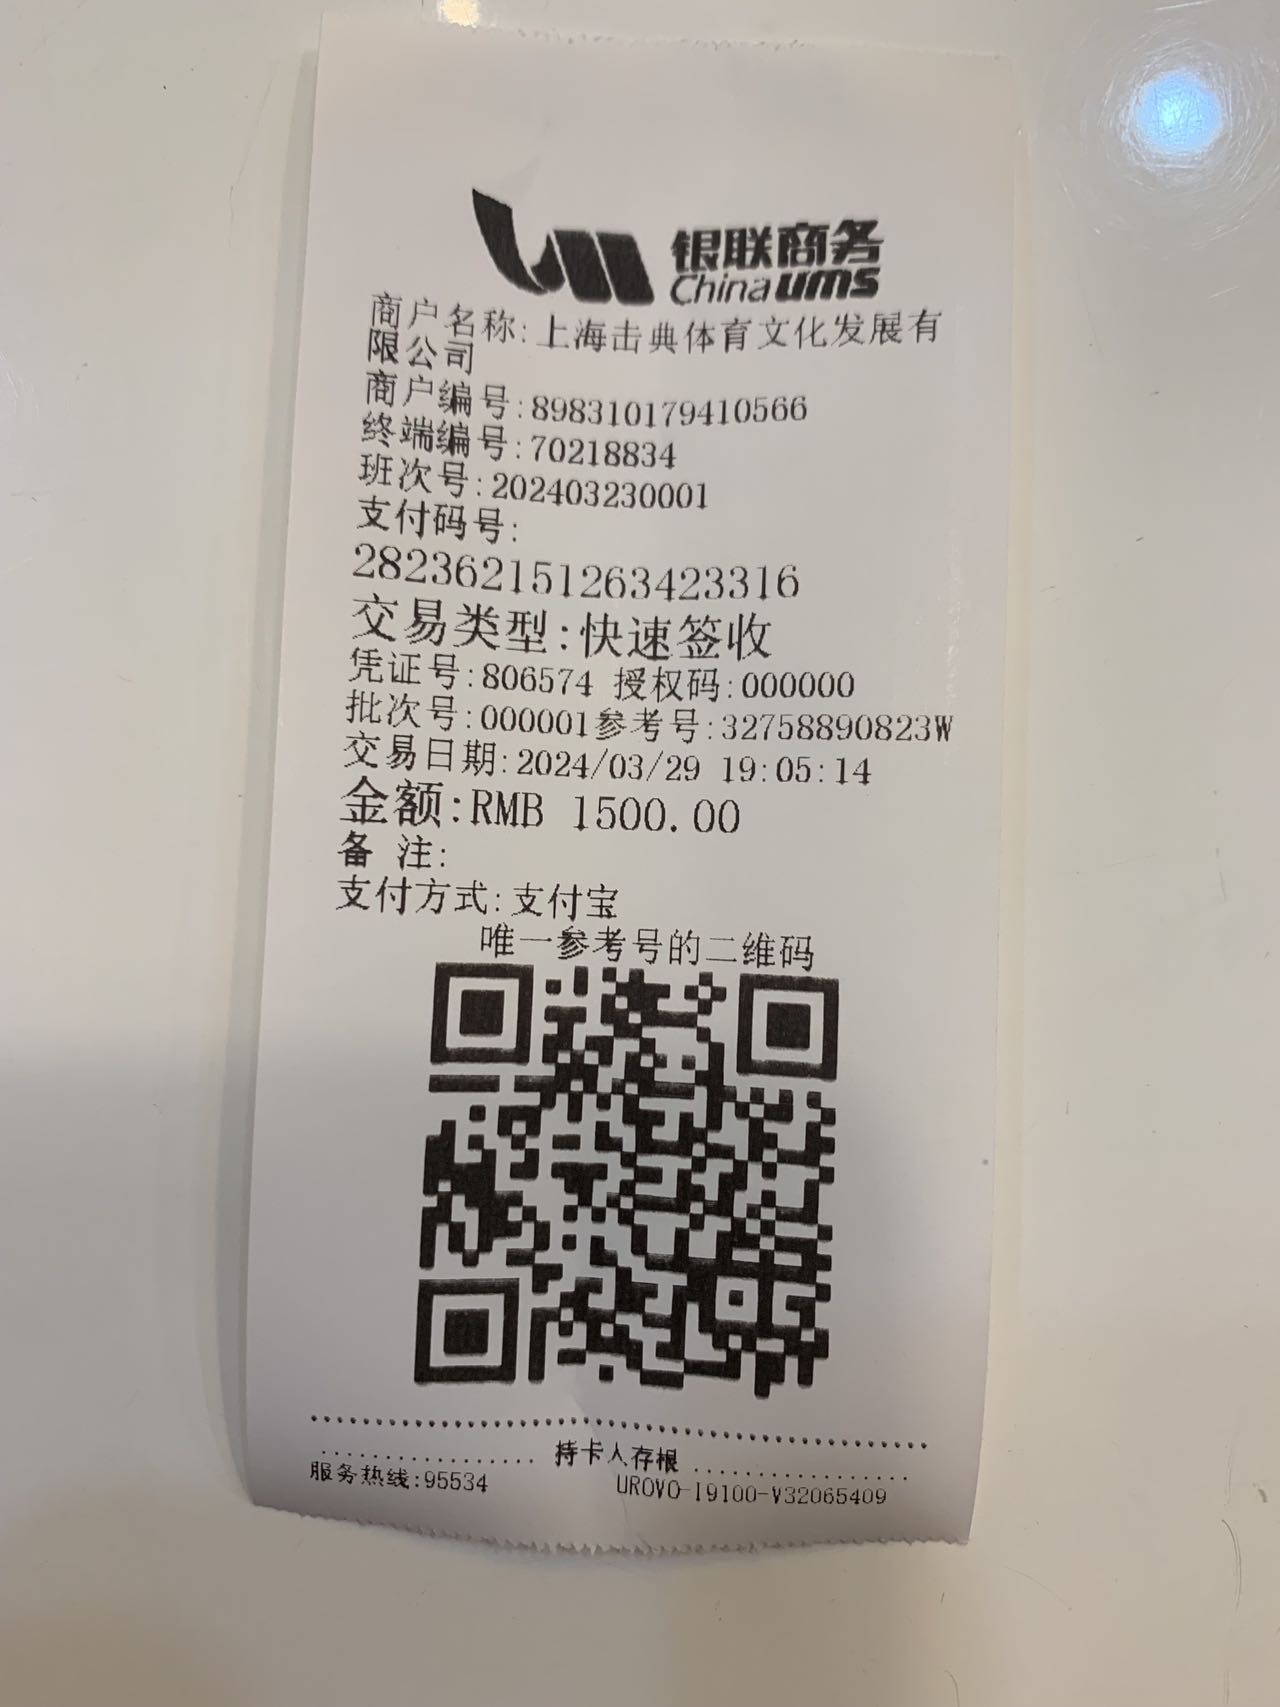 银联商务
China ums
商户名称:上海击典体育文化发展有
限公司
商户编号:898310179410566
终端编号:70218834
班次号:202403230001
支付码号:
282362151263423316
交易类型:快速签收
凭证号:806574 授权码:000000
批次号:000001参考号:32758890823W
交易日期:2024/03/29 19:05:14
金额:RMB 1500.00
备 注:
支付方式:支付宝
唯一参考号的二维码
持卡人存根
服务热线:95534 UROVO-I9100-V32065409